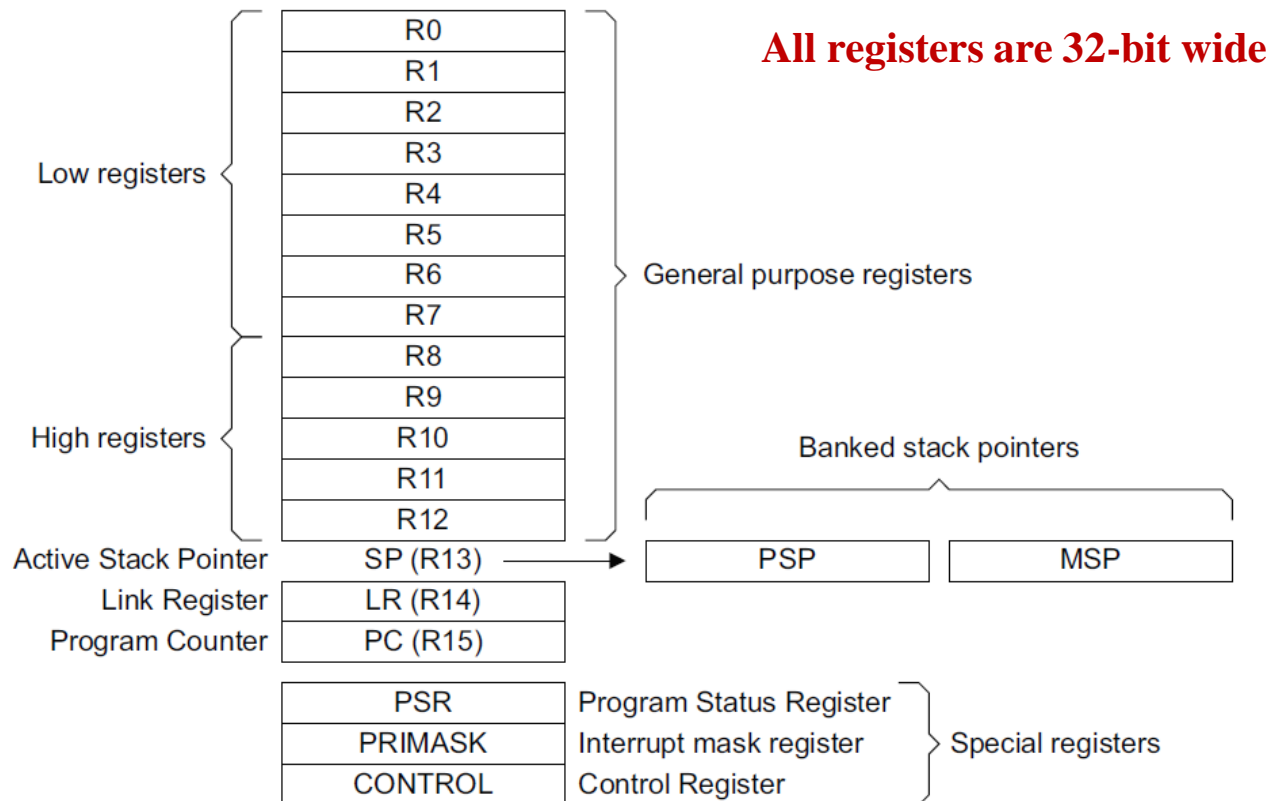 All registers are 32-bit wide
R0
R1
R2
R3
Low registers
R4
R5
R6
General purpose registers
R7
R8
R9
High registers
R10
Banked stack pointers
R11
R12
Active Stack Pointer SP (R13) PSP MSP
Link Register LR (R14)
Program Counter PC (R15)
PSR Program Status Register
PRIMASK Interrupt mask register Special registers
CONTROL Control Register